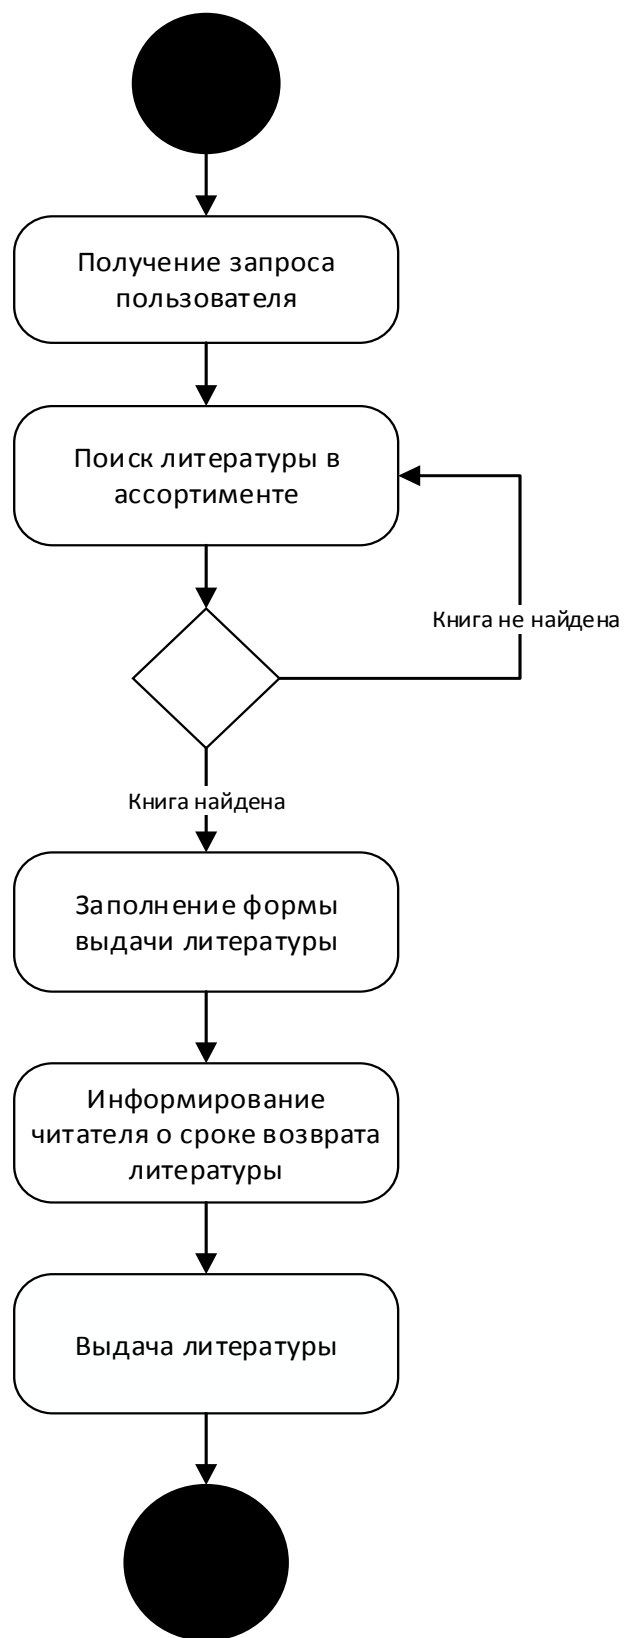 Получение запроса
пользователя
Поиск литературы в
ассортименте
Книга не найдена
Книга найдена
Заполнение формы
выдачи литературы
Информирование
читателя о сроке возврата
литературы
Выдача литературы